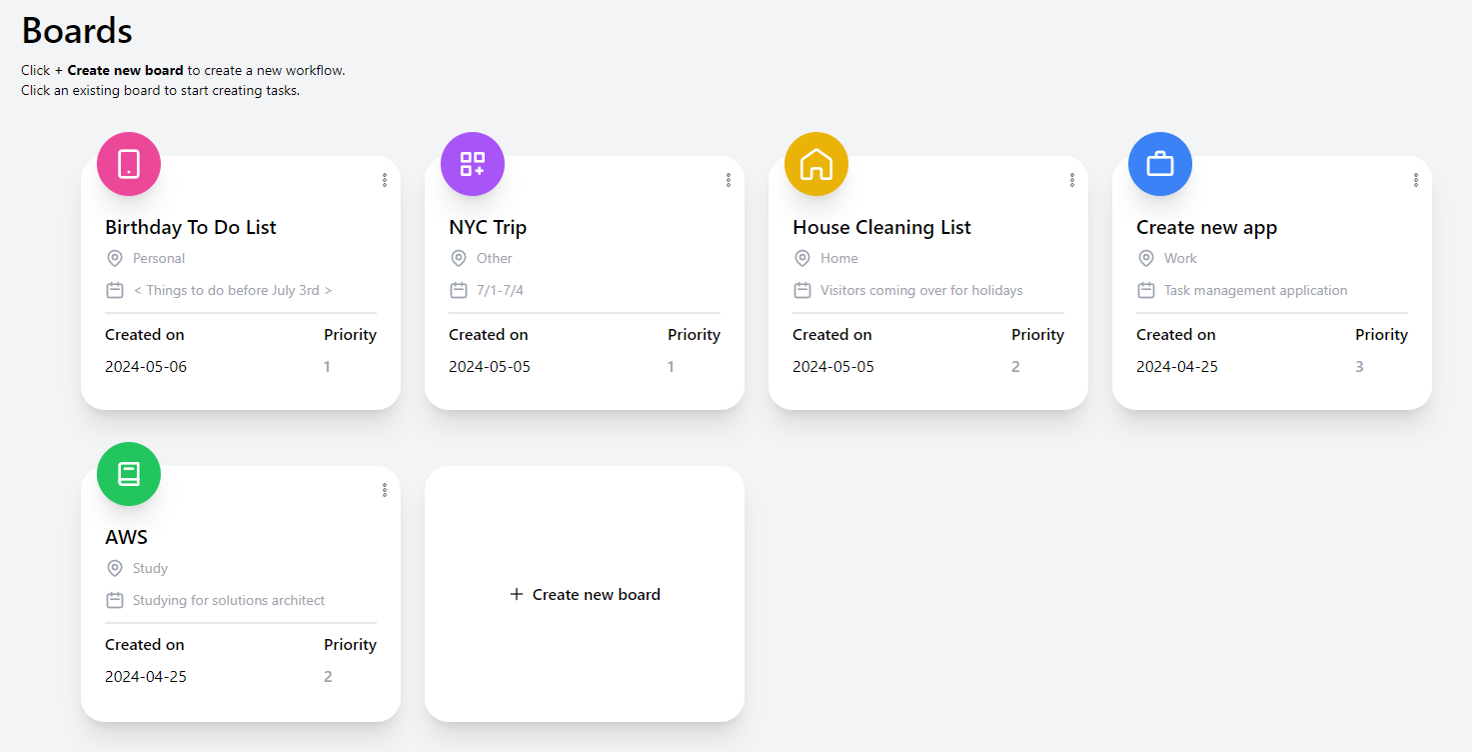 Boards
Click + Create new board to create a new workflow.
Click an existing board to start creating tasks.
Birthday To Do List
Personal
< Things to do before July 3rd >
Created on Priority
2024-05-06 1
NYC Trip
Other
7/1-7/4
Created on Priority
2024-05-05 1
House Cleaning List
Home
Visitors coming over for holidays
Created on Priority
2024-05-05 2
Create new app
Work
Task management application
Created on Priority
2024-04-25 3
AWS
Study
Studying for solutions architect
Created on Priority
2024-04-25 2
+ Create new board